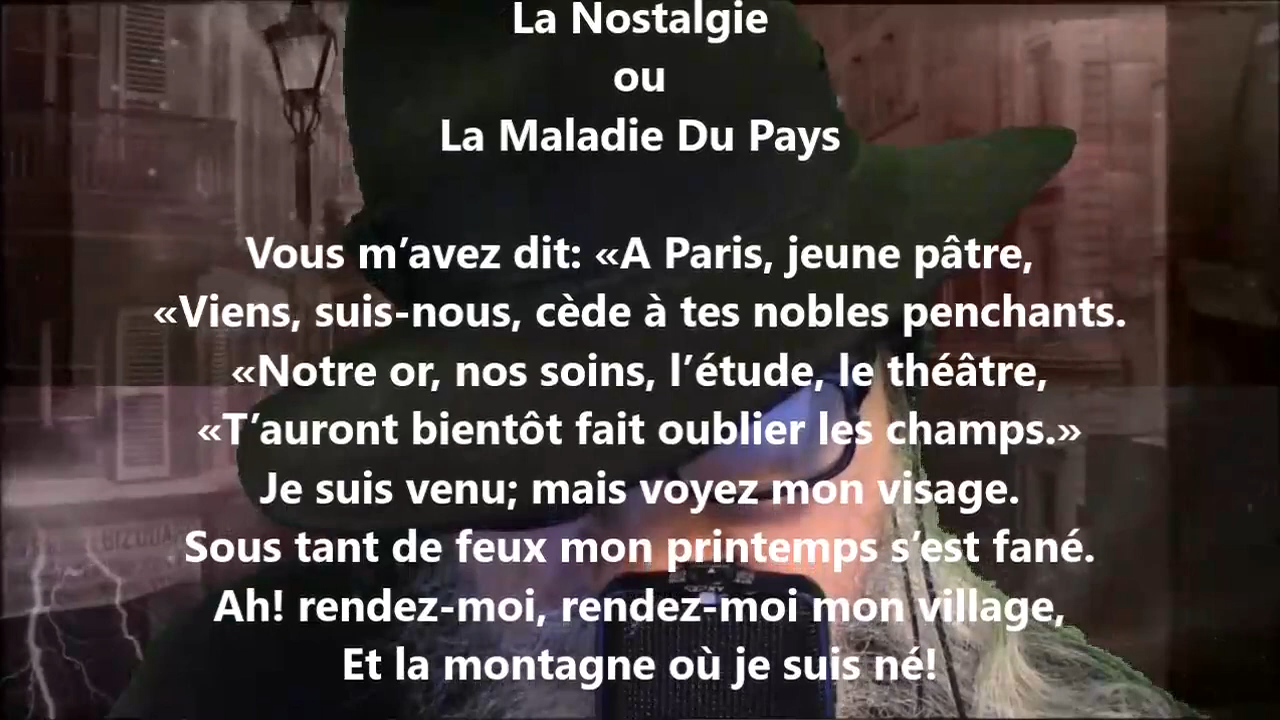 La Nostalgie
ou
La Maladie Du Pays
Vous m’avez dit: «A Paris, jeune pâtre,
«Viens, suis-nous, cède à tes nobles penchants.
«Notre or, nos soins, l’étude, le théâtre,
«T’auront bientôt fait oublier les champs.»
Je suis venu; mais voyez mon visage.
Sous tant de feux mon printemps s’est fané.
Ah! rendez-moi, rendez-moi mon village,
Et la montagne où je suis né!